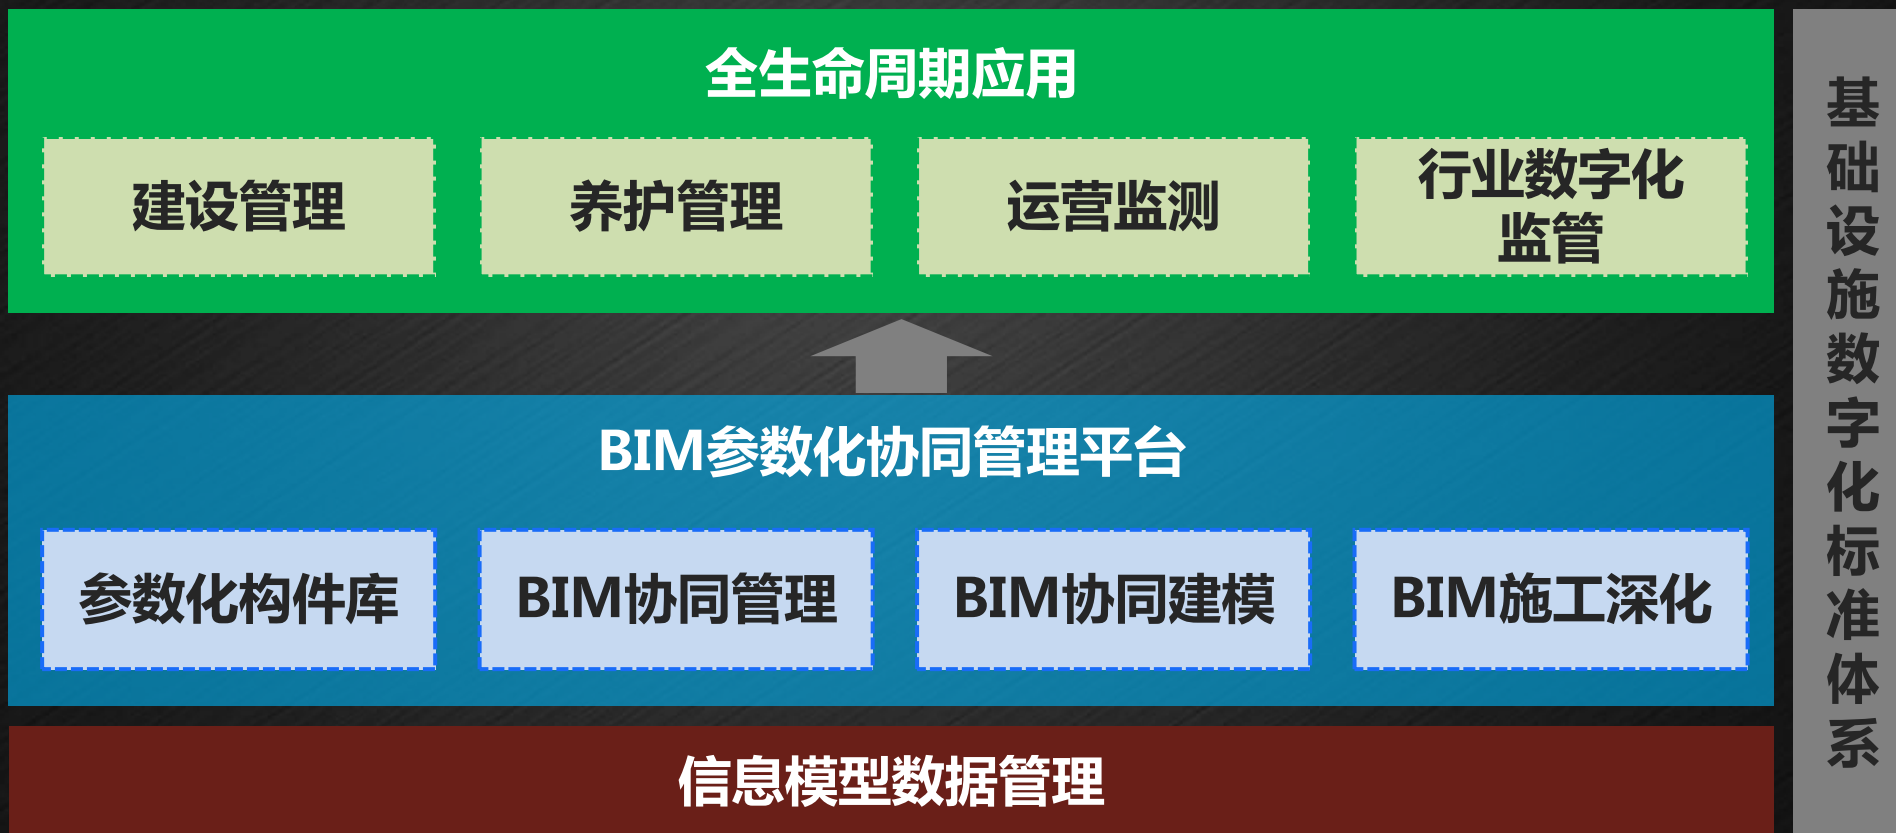 全生命周期应用
建设管理
养护管理
运营监测
行业数字化
监管
BIM参数化协同管理平台
参数化构件库
BIM协同管理
BIM协同建模
BIM施工深化
信息模型数据管理
基础设施数字化标准体系